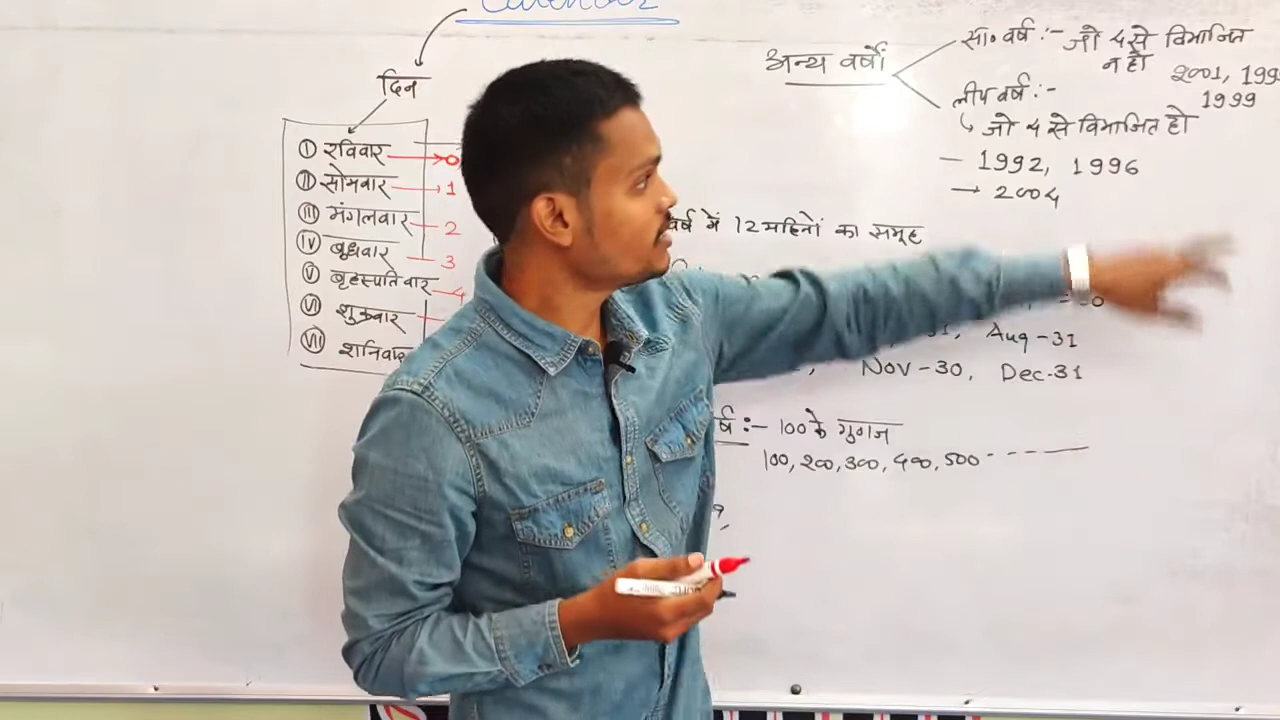 Calendar
दिन
① रविवार → 0
② सोमवार → 1
③ मंगलवार - 2
④ बुधवार - 3
⑤ बृहस्पतिवार - 4
⑥ शुक्रवार -
⑦ शनिवार
अन्य वर्षों
सा० वर्ष :- जो 4 से विभाजित
न हो
2001, 199
1999
लीप वर्ष :-
↳ जो 4 से विभाजित हो
- 1992, 1996
→ 2004
वर्ष में 12 महिनों का समूह
Aug-31
Nov-30, Dec-31
र्ष :- 100 के गुणज
100, 200, 300, 400, 500 - - - -